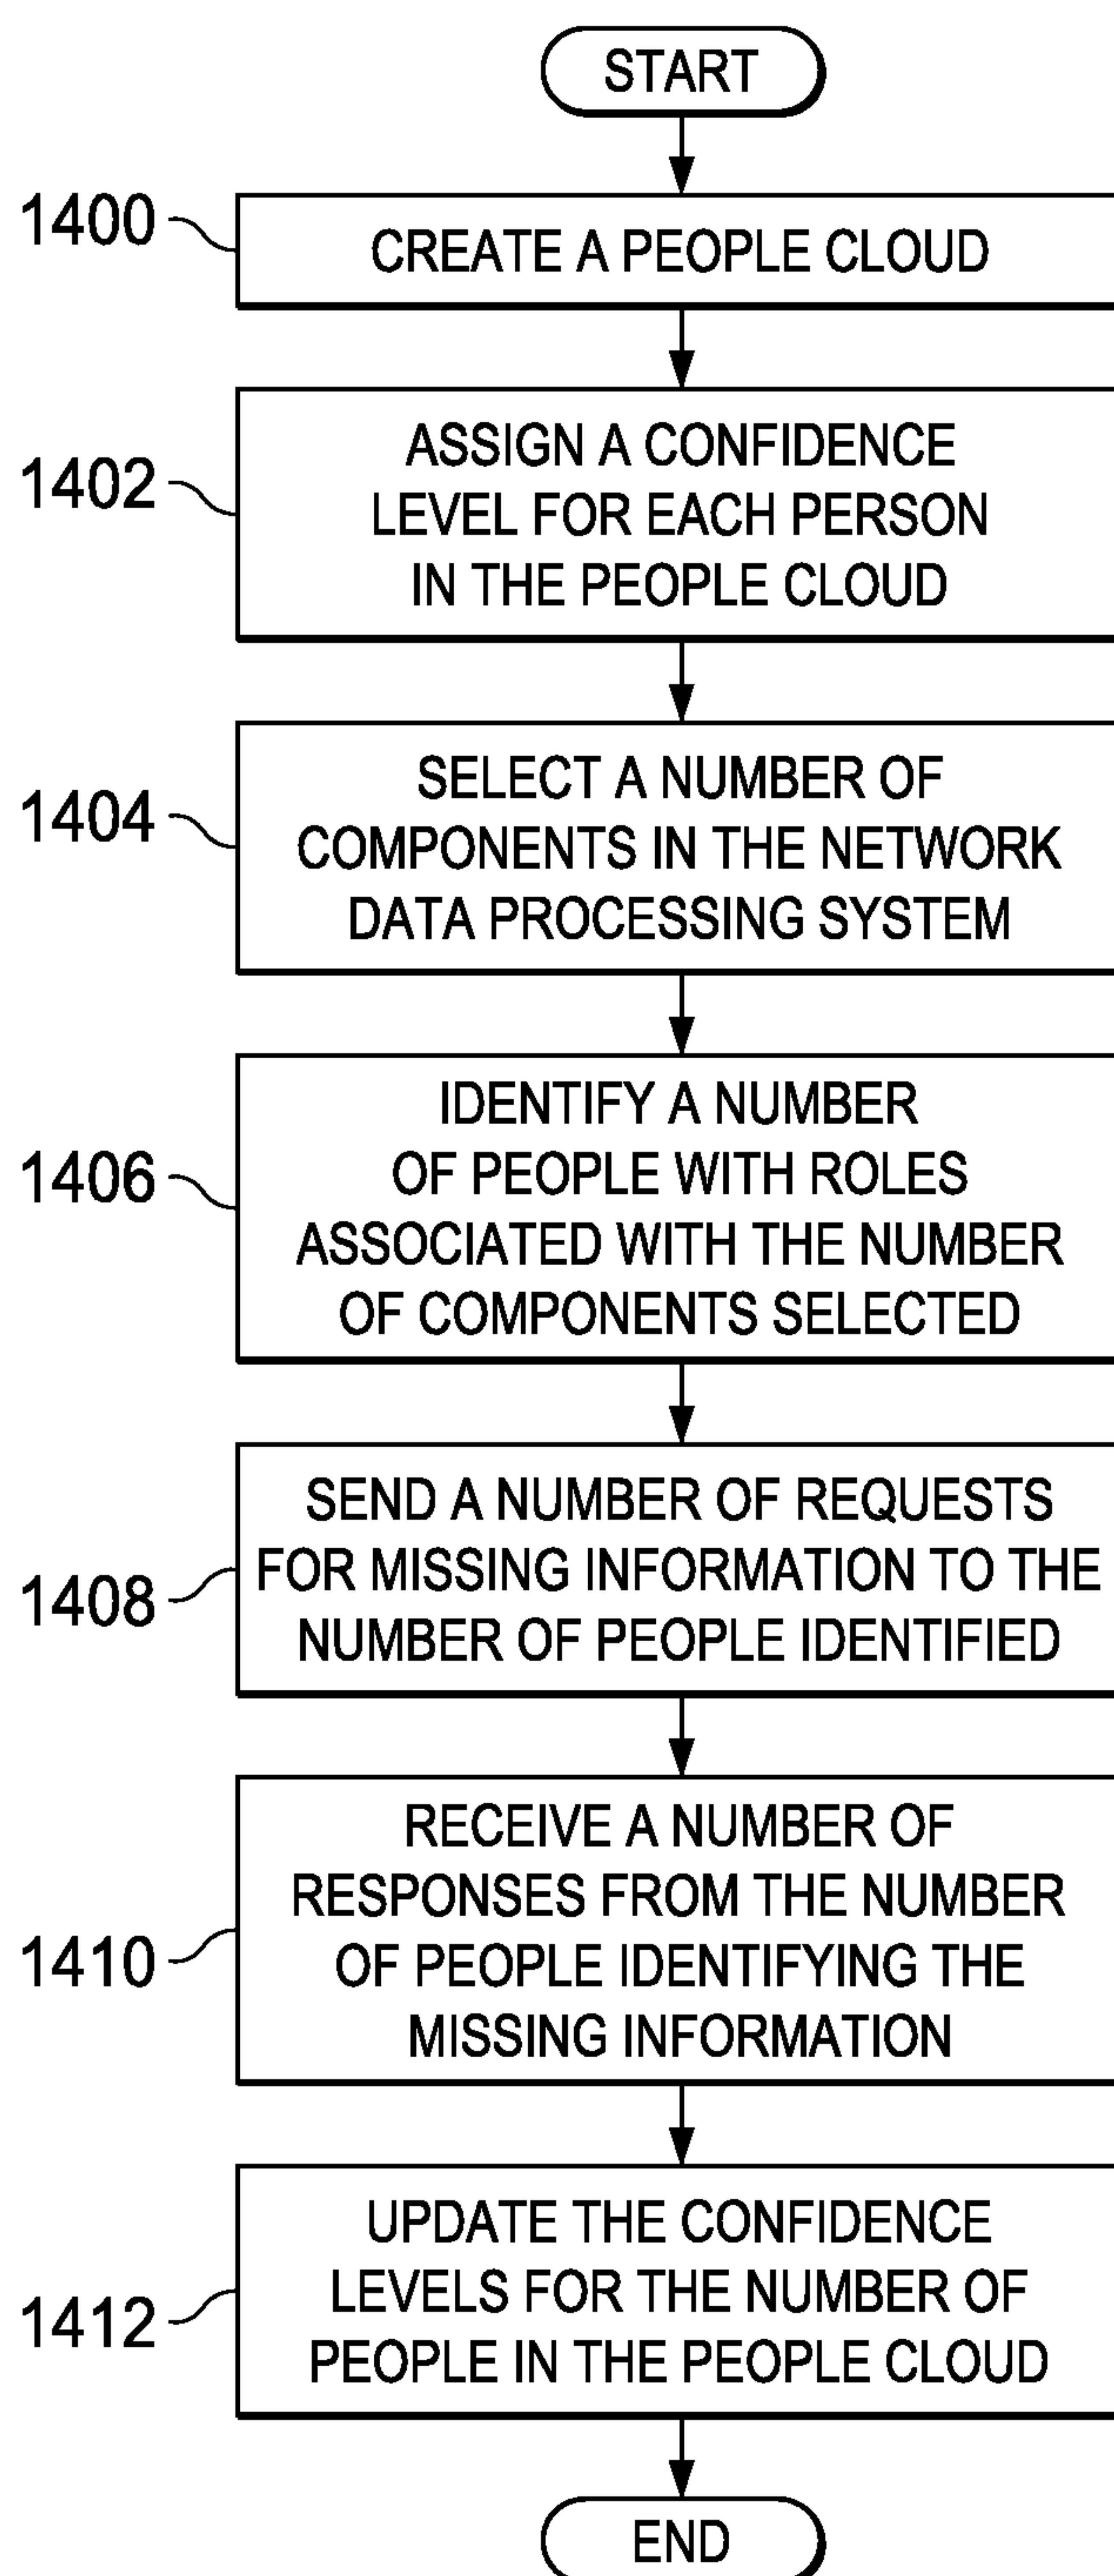 START
1400
CREATE A PEOPLE CLOUD
1402
ASSIGN A CONFIDENCE
LEVEL FOR EACH PERSON
IN THE PEOPLE CLOUD
1404
SELECT A NUMBER OF
COMPONENTS IN THE NETWORK
DATA PROCESSING SYSTEM
1406
IDENTIFY A NUMBER
OF PEOPLE WITH ROLES
ASSOCIATED WITH THE NUMBER
OF COMPONENTS SELECTED
1408
SEND A NUMBER OF REQUESTS
FOR MISSING INFORMATION TO THE
NUMBER OF PEOPLE IDENTIFIED
1410
RECEIVE A NUMBER OF
RESPONSES FROM THE NUMBER
OF PEOPLE IDENTIFYING THE
MISSING INFORMATION
1412
UPDATE THE CONFIDENCE
LEVELS FOR THE NUMBER OF
PEOPLE IN THE PEOPLE CLOUD
END